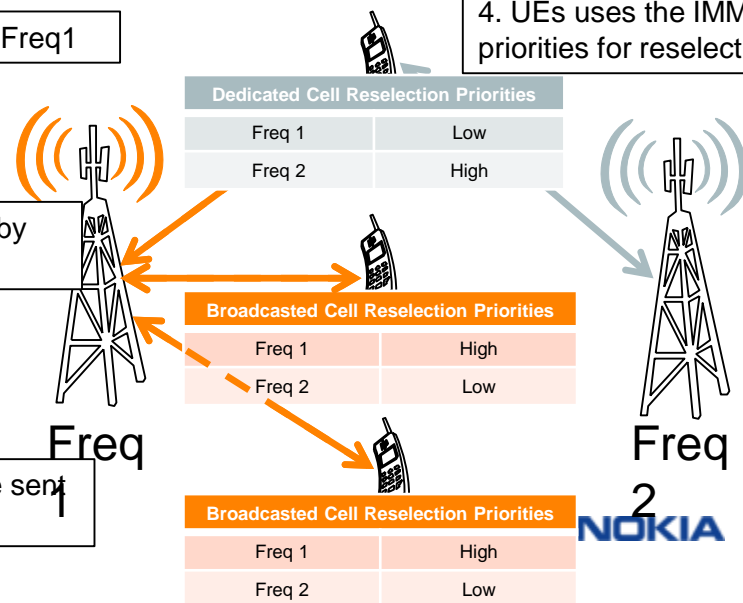 Freq1
4. UEs uses the IMM
priorities for reselect
Dedicated Cell Reselection Priorities
Freq 1 Low
Freq 2 High
by
Broadcasted Cell Reselection Priorities
Freq 1 High
Freq 2 Low
Freq
1
Freq
2
e sent
Broadcasted Cell Reselection Priorities
Freq 1 High
Freq 2 Low
NOKIA